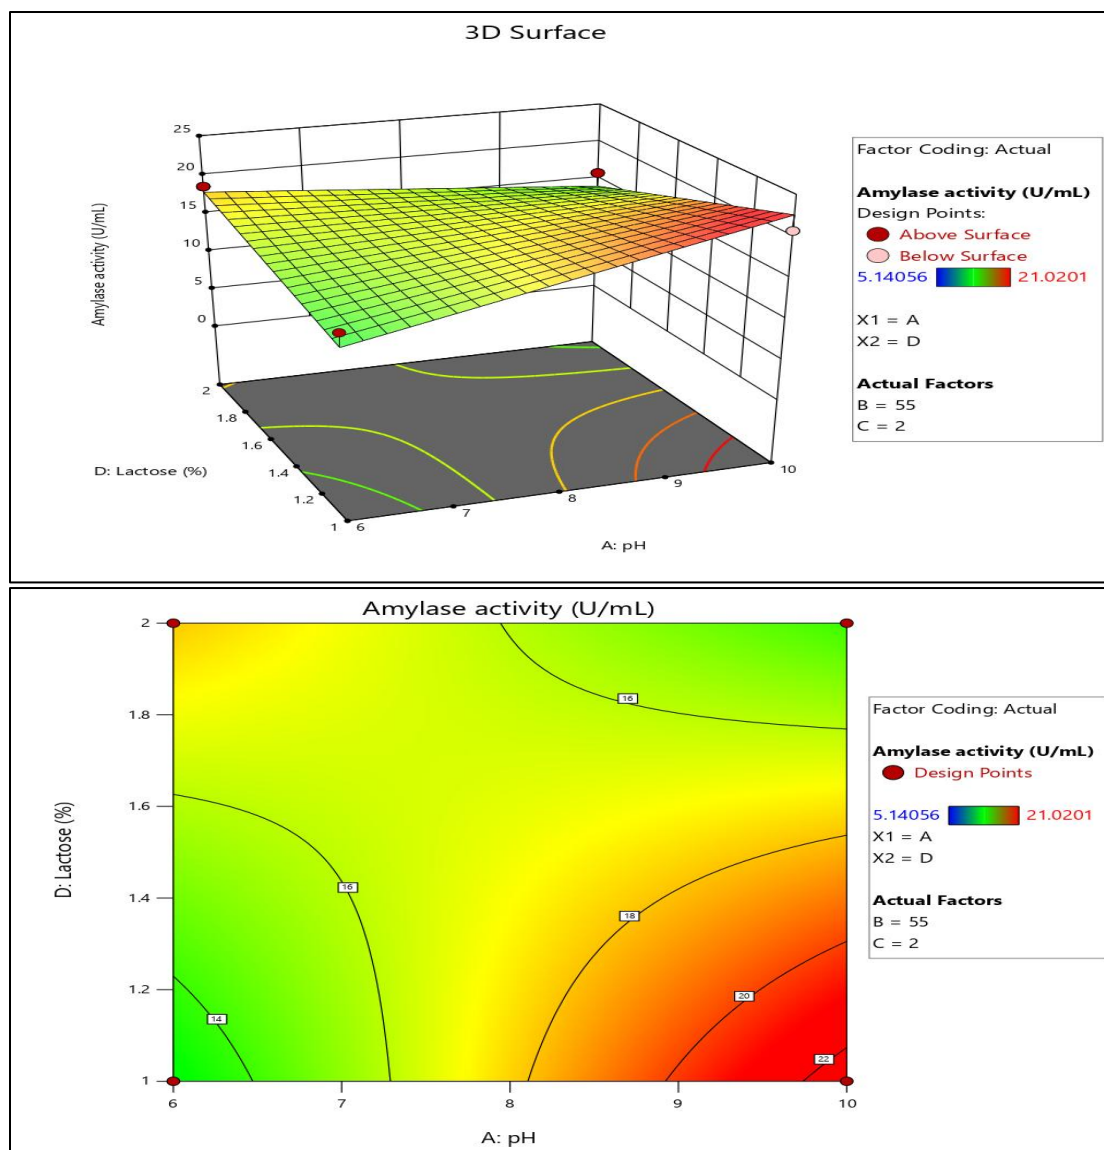 3D Surface
25
20
15
10
5
0
Amylase activity (U/mL)
2
1.8
1.6
1.4
1.2
1
D: Lactose (%)
6
7
8
9
10
A: pH
Factor Coding: Actual
Amylase activity (U/mL)
Design Points:
Above Surface
Below Surface
5.14056 21.0201
X1 = A
X2 = D
Actual Factors
B = 55
C = 2
Amylase activity (U/mL)
2
1.8
1.6
1.4
1.2
1
D: Lactose (%)
16
16
18
14
20
22
6 7 8 9 10
A: pH
Factor Coding: Actual
Amylase activity (U/mL)
Design Points
5.14056 21.0201
X1 = A
X2 = D
Actual Factors
B = 55
C = 2